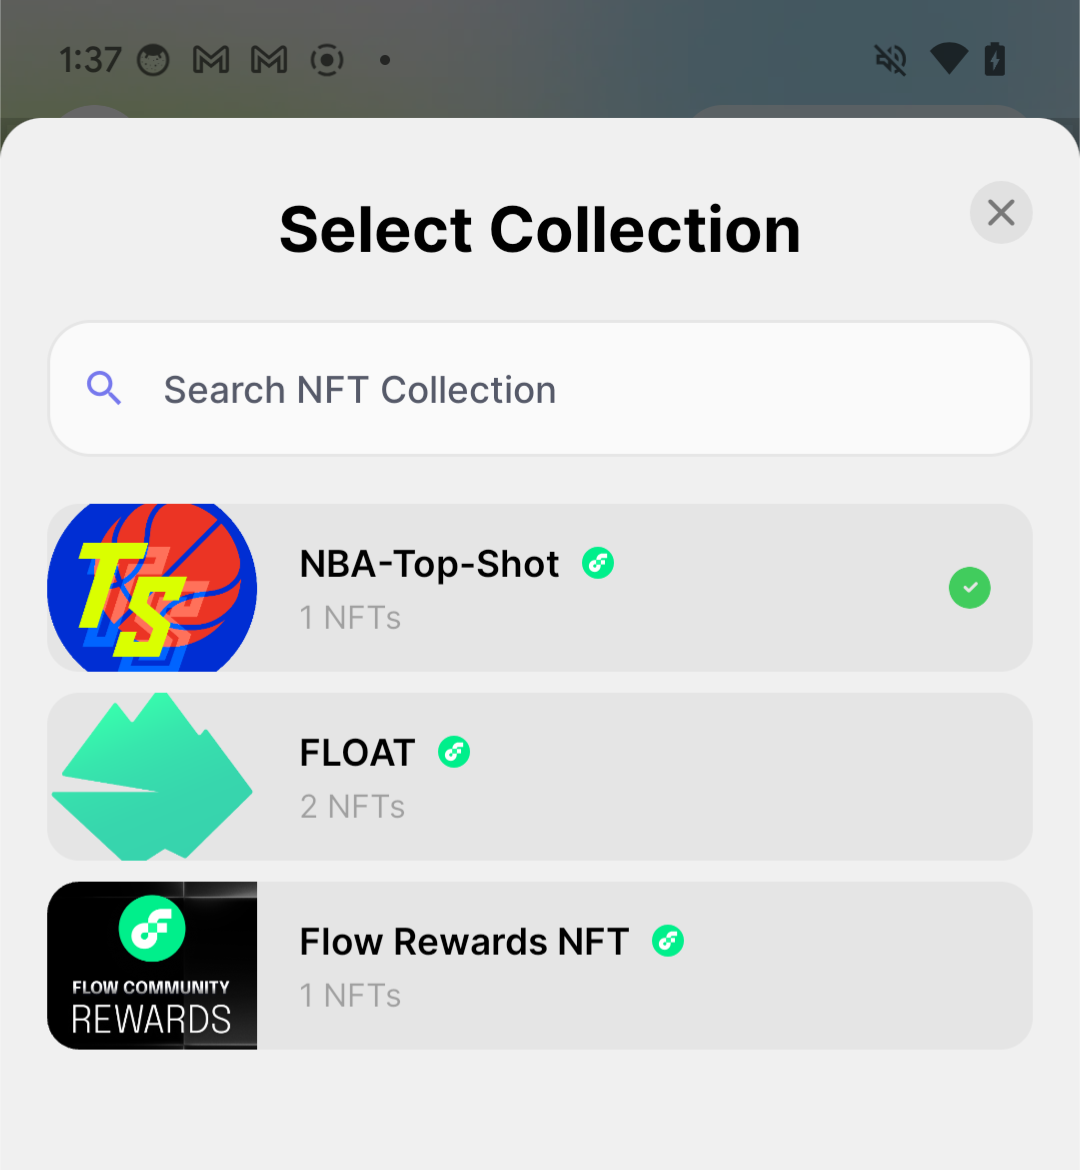 1:37
Select Collection
Search NFT Collection
TS
NBA-Top-Shot
1 NFTs
FLOAT
2 NFTs
FLOW COMMUNITY
REWARDS
Flow Rewards NFT
1 NFTs